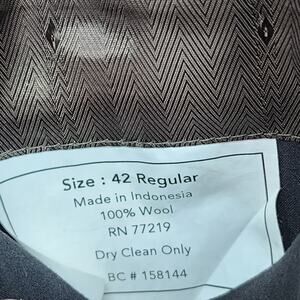 Size : 42 Regular
Made in Indonesia
100% Wool
RN 77219
Dry Clean Only
BC # 158144